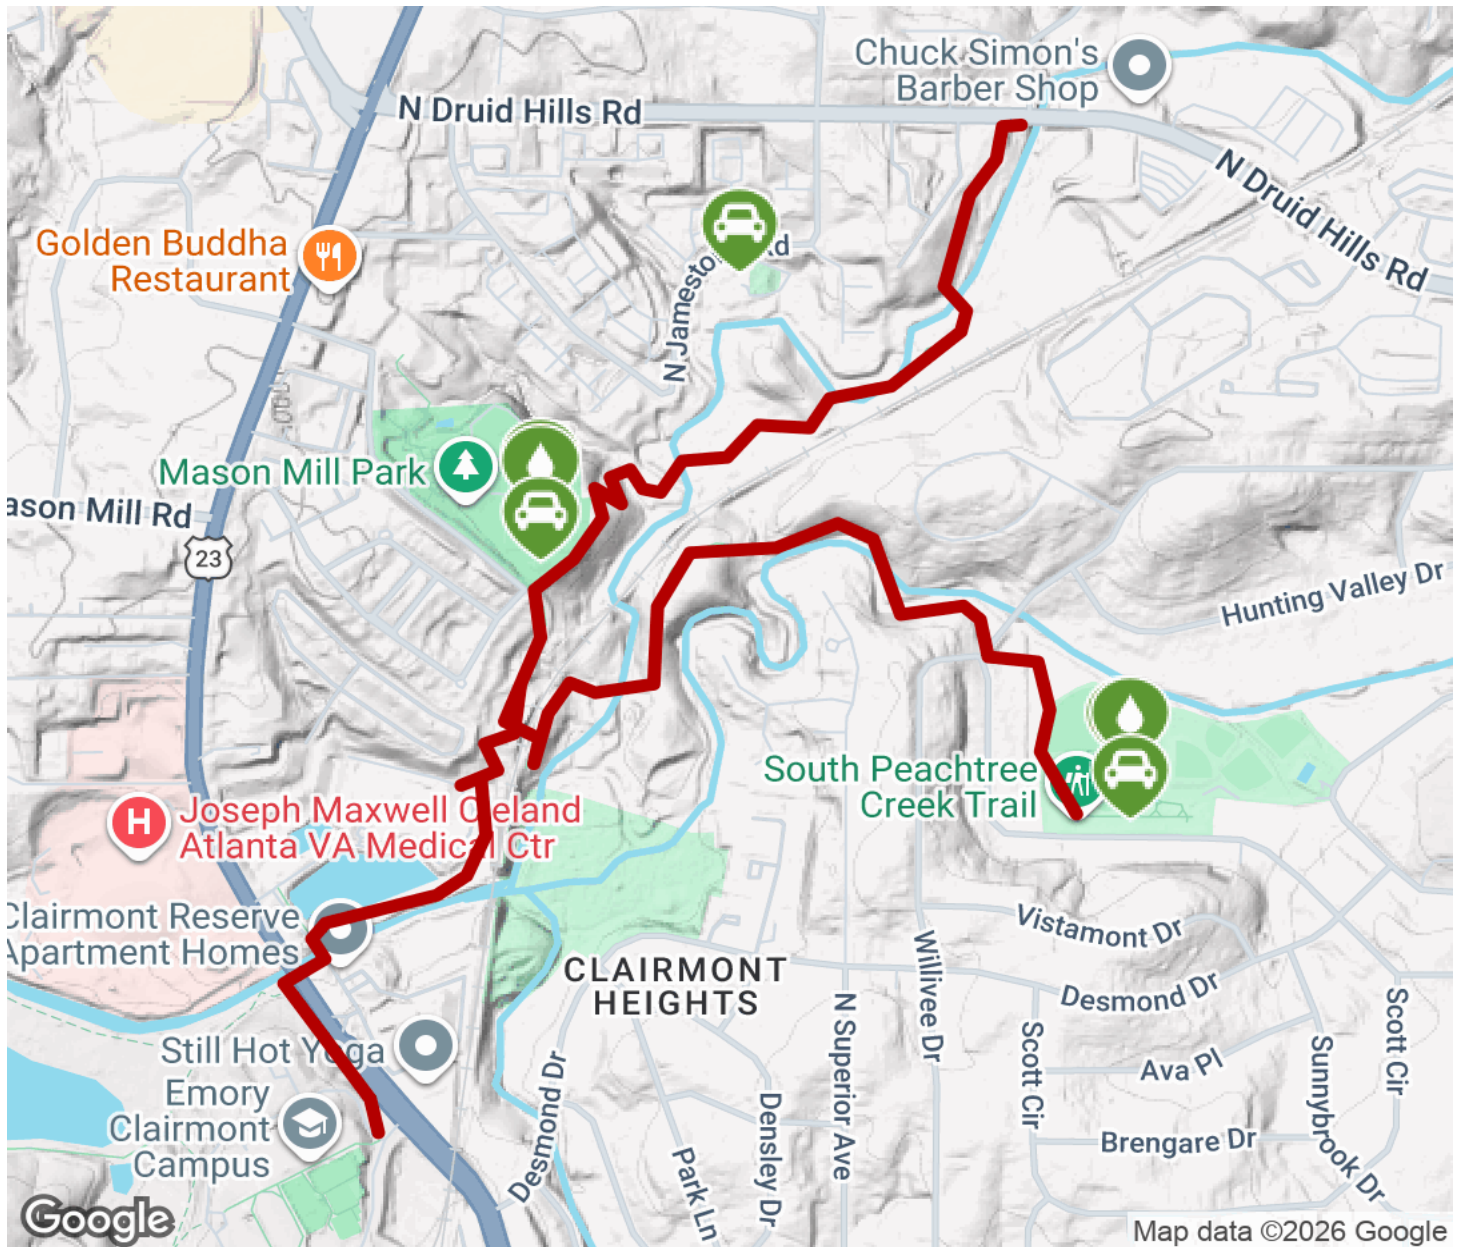 Chuck Simon's
Barber Shop
N Druid Hills Rd
N Druid Hills Rd
Golden Buddha
Restaurant
N Jamesto
Rd
Mason Mill Park
ason Mill Rd
23
Hunting Valley Dr
South Peachtree
Creek Trail
H
Joseph Maxwell Cleland
Atlanta VA Medical Ctr
Clairmont Reserve
Apartment Homes
CLAIRMONT
HEIGHTS
Vistamont Dr
Willivee Dr
Desmond Dr
N Superior Ave
Scott Cir
Scott Cir
Still Hot Yoga
Ava Pl
Sunnybrook Dr
Emory
Clairmont
Campus
Desmond Dr
Densley Dr
Park Ln
Brengare Dr
Google
Map data ©2026 Google